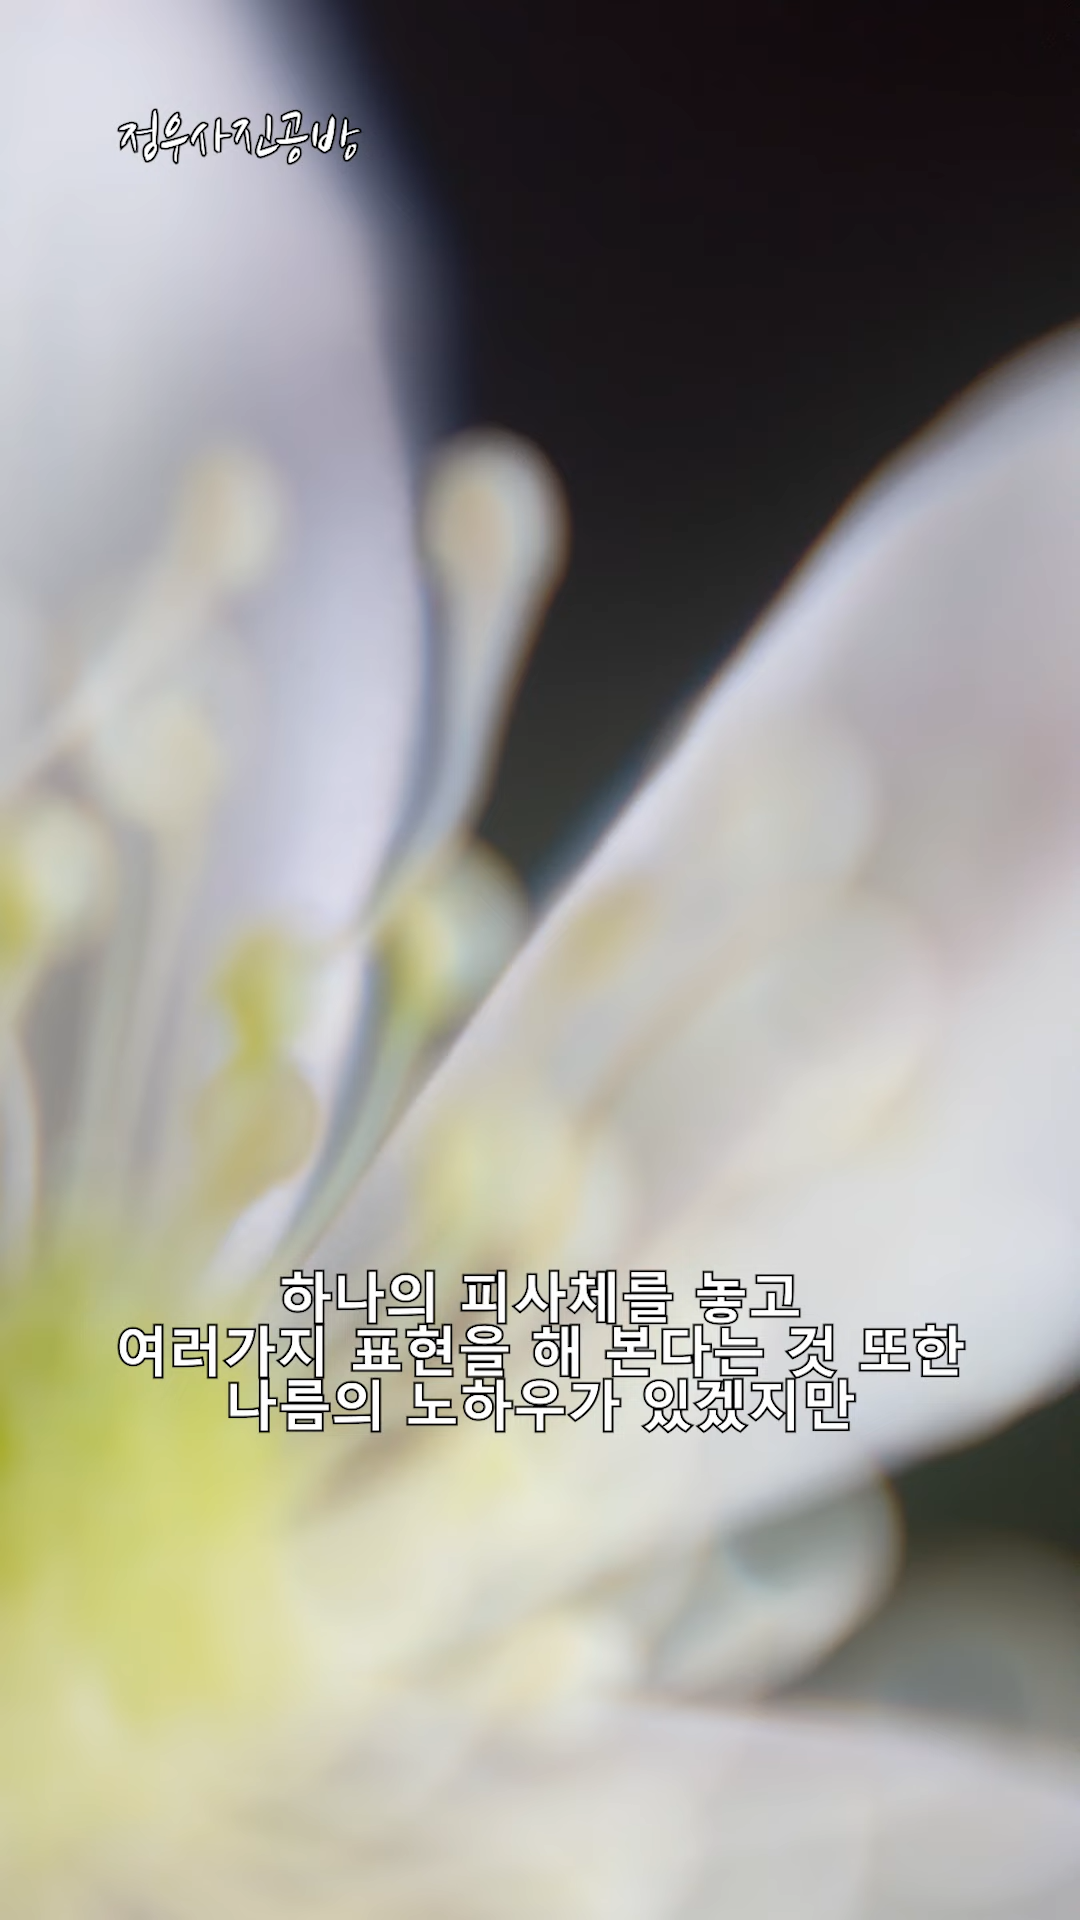 정우사진공방
하나의 피사체를 놓고
여러가지 표현을 해 본다는 것 또한
나름의 노하우가 있겠지만